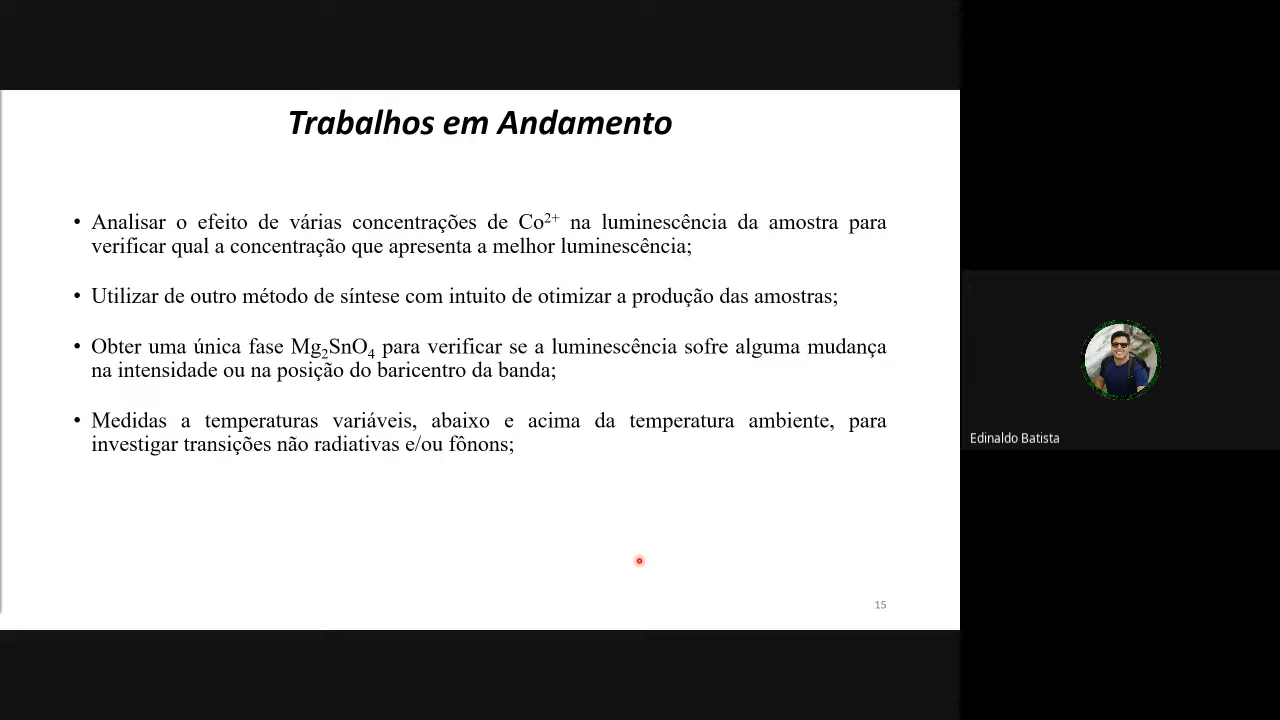 Trabalhos em Andamento
• Analisar o efeito de várias concentrações de Co²⁺ na luminescência da amostra para
verificar qual a concentração que apresenta a melhor luminescência;
• Utilizar de outro método de síntese com intuito de otimizar a produção das amostras;
• Obter uma única fase Mg₂SnO₄ para verificar se a luminescência sofre alguma mudança
na intensidade ou na posição do baricentro da banda;
• Medidas a temperaturas variáveis, abaixo e acima da temperatura ambiente, para
investigar transições não radiativas e/ou fônons;
15
Edinaldo Batista